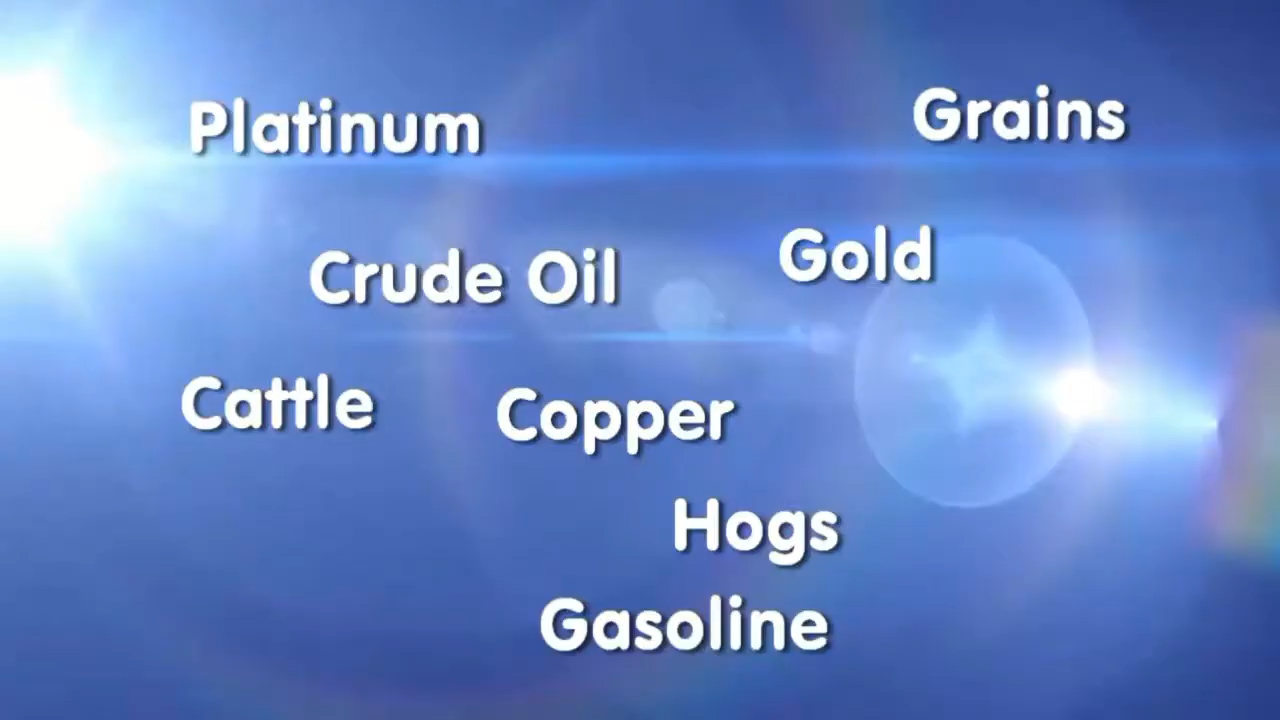 Platinum
Grains
Crude Oil
Gold
Cattle
Copper
Hogs
Gasoline